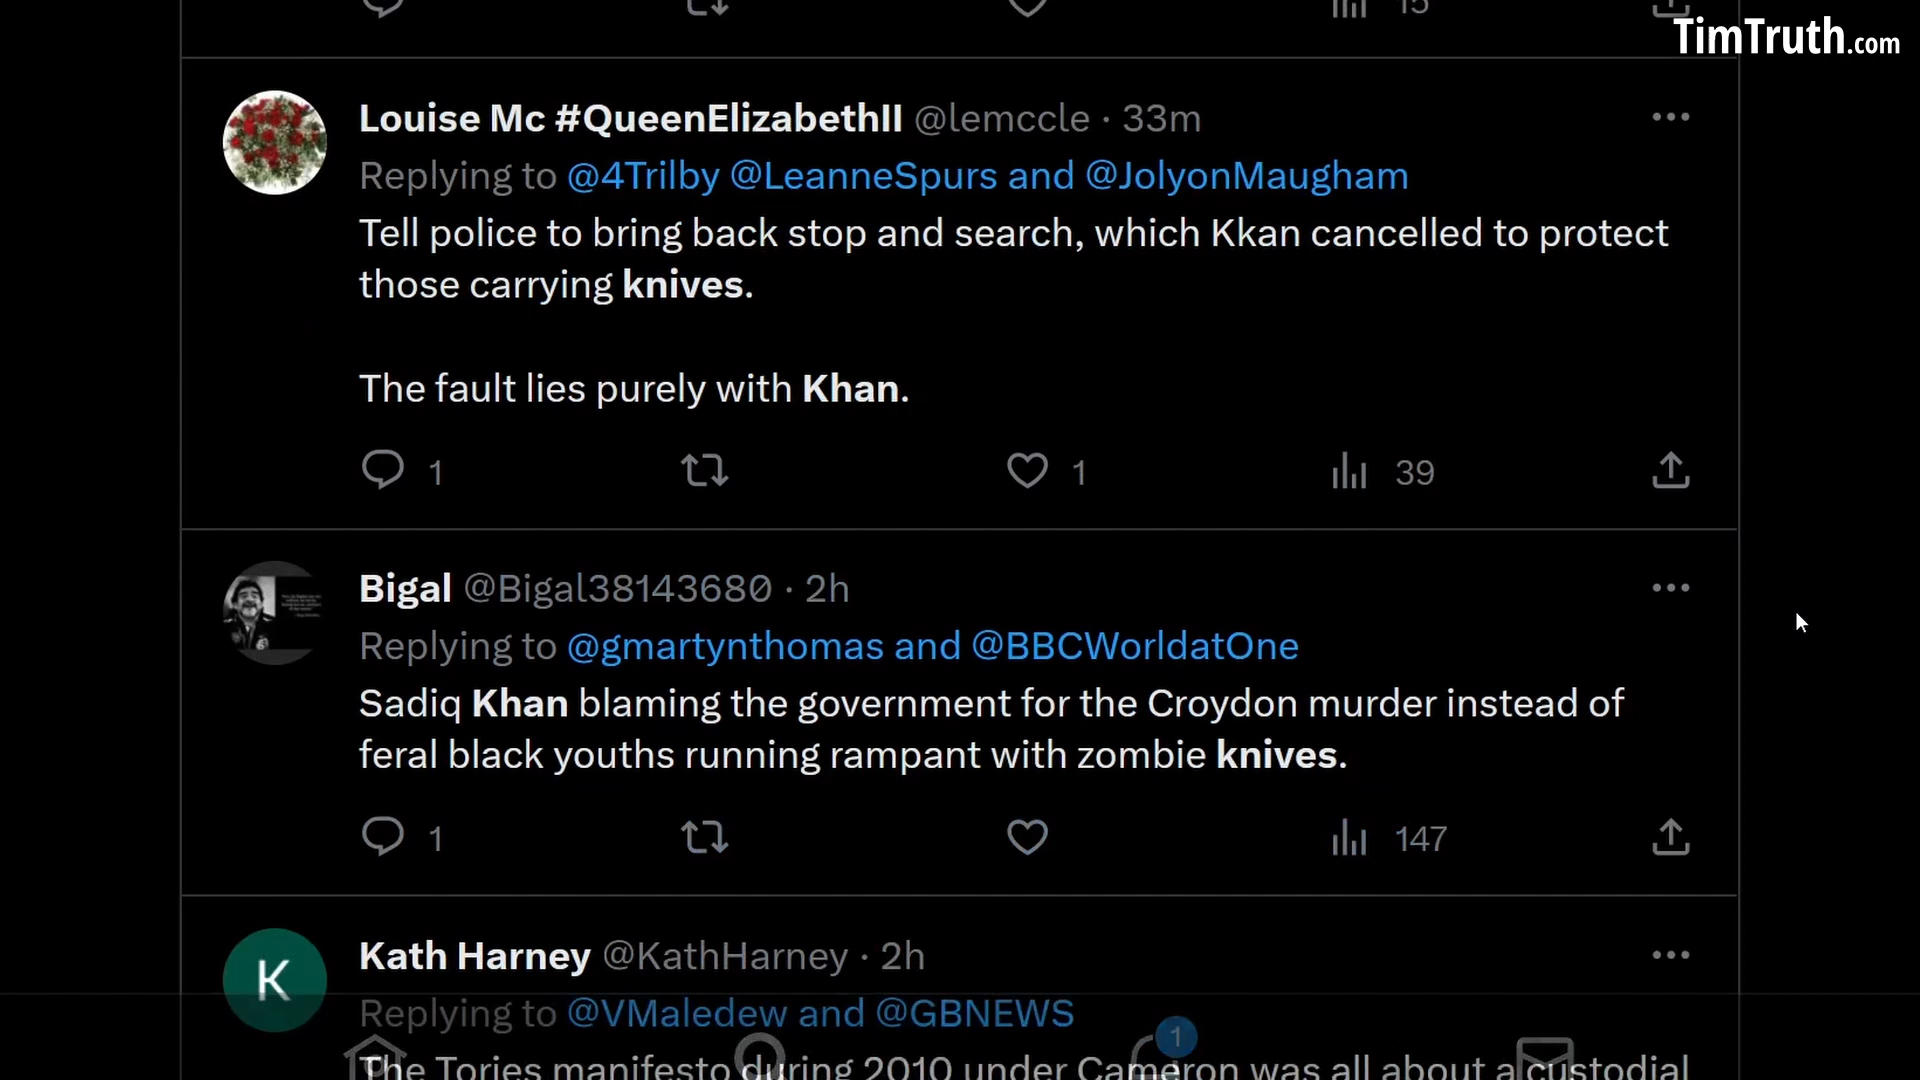 15
TimTruth.com
Louise Mc #QueenElizabethII @lemccle · 33m
Replying to @4Trilby @LeanneSpurs and @JolyonMaugham
Tell police to bring back stop and search, which Kkan cancelled to protect
those carrying knives.
The fault lies purely with Khan.
1 1 39
Bigal @Bigal38143680 · 2h
Replying to @gmartynthomas and @BBCWorldatOne
Sadiq Khan blaming the government for the Croydon murder instead of
feral black youths running rampant with zombie knives.
1 147
K
Kath Harney @KathHarney · 2h
Replying to @VMaledew and @GBNEWS
1
The Tories manifesto during 2010 under Cameron was all about a custodial